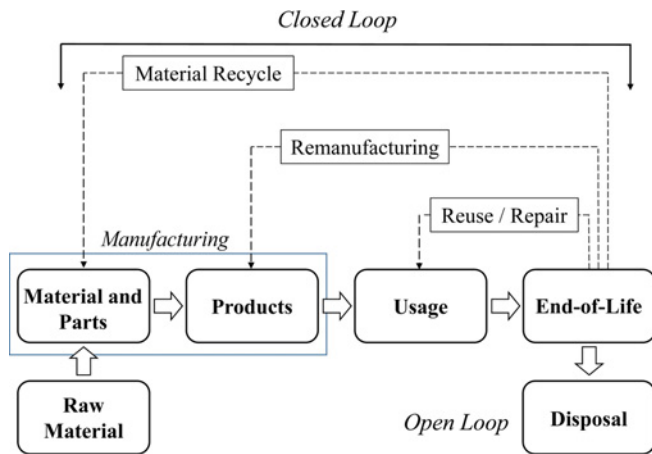 Closed Loop
Material Recycle
Remanufacturing
Reuse / Repair
Manufacturing
Material and
Parts
Products
Usage
End-of-Life
Raw
Material
Open Loop
Disposal